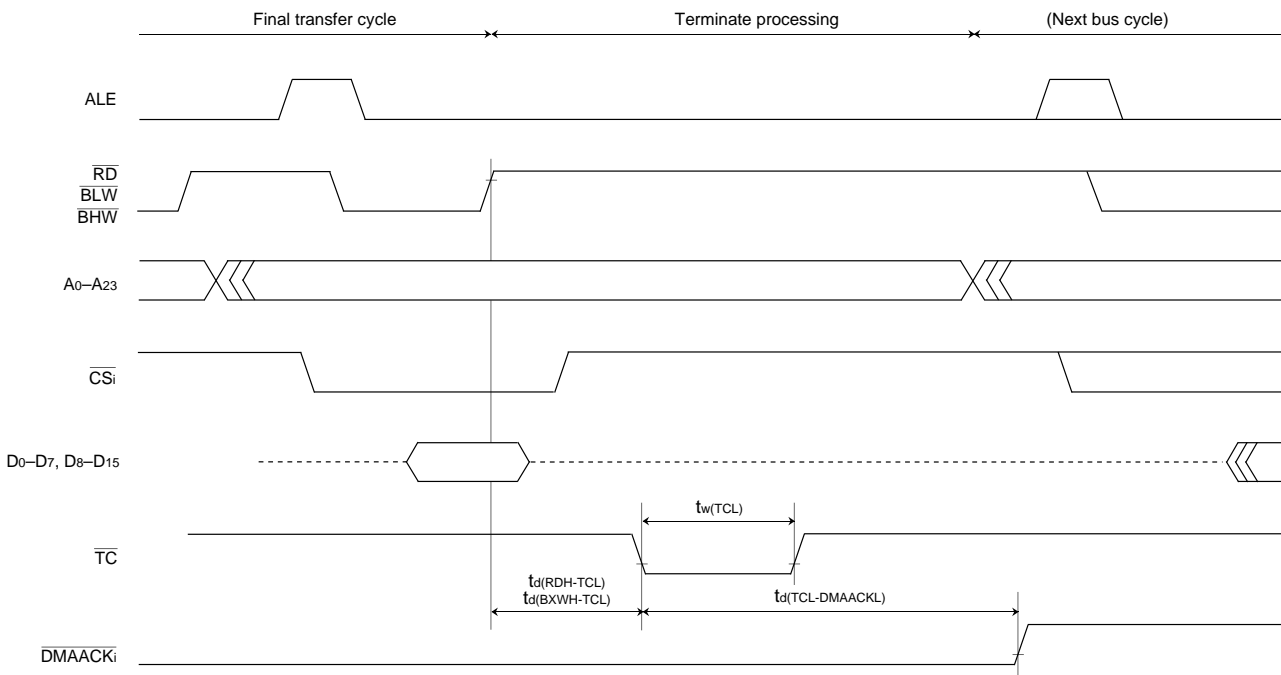 Final transfer cycle Terminate processing (Next bus cycle)
ALE
RD
BLW
BHW
A0–A23
CSi
D0–D7, D8–D15
tw(TCL)
TC
td(RDH-TCL)
td(BXWH-TCL) td(TCL-DMAACKL)
DMAACKi